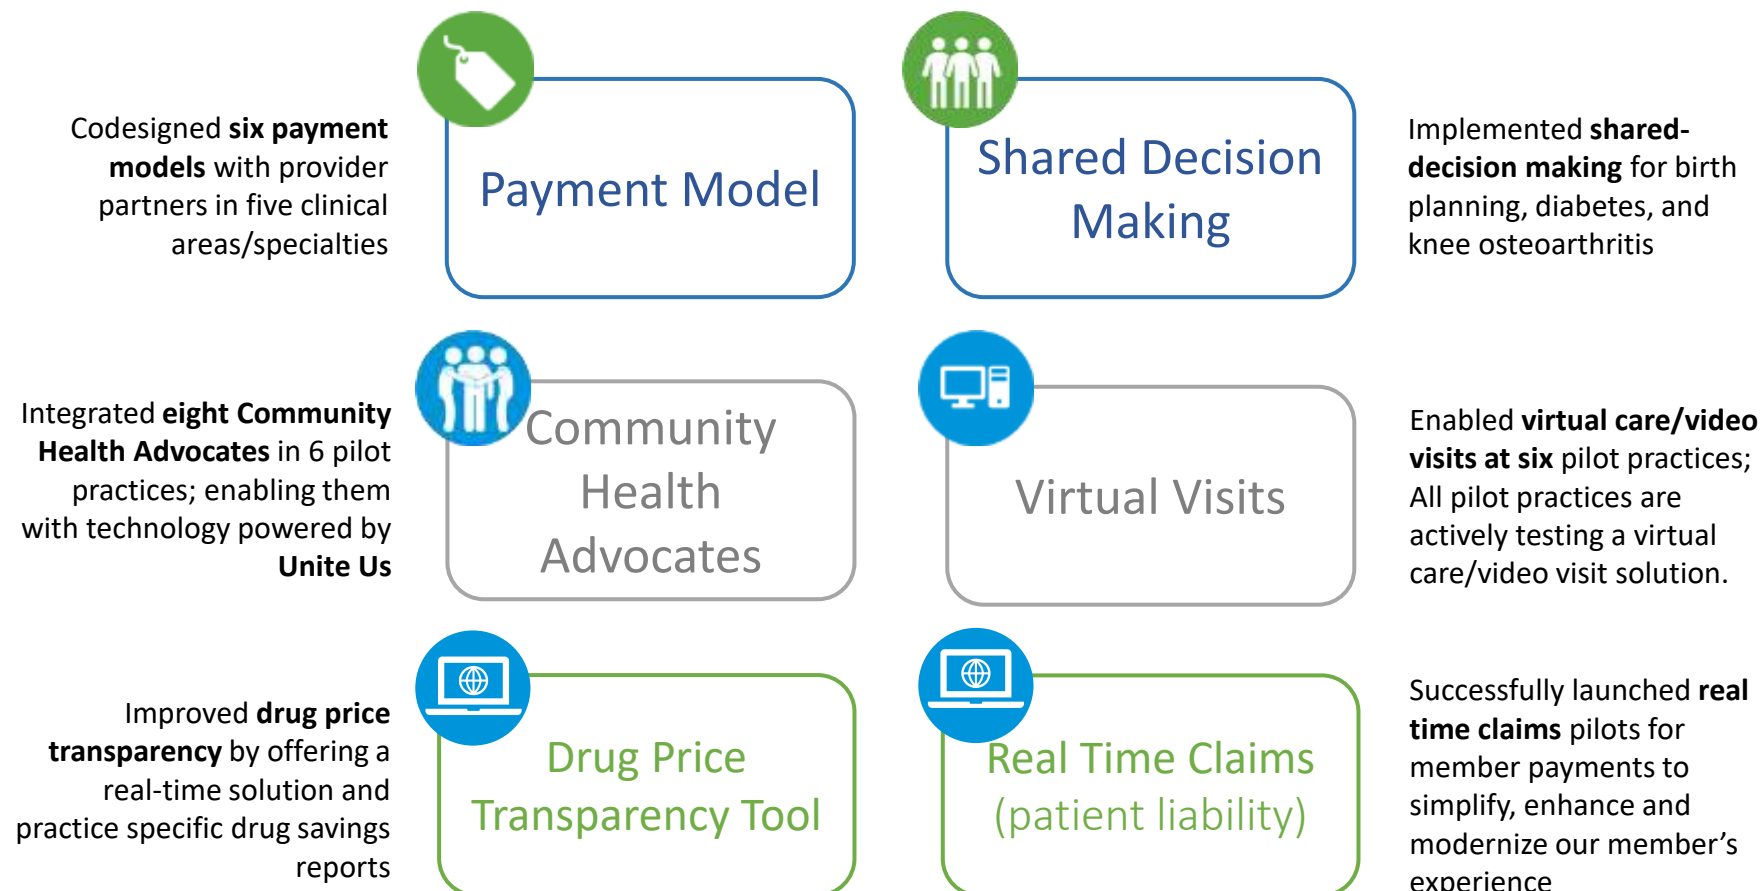 Codesigned six payment
models with provider
partners in five clinical
areas/specialties
Payment Model
Shared Decision
Making
Implemented shared-
decision making for birth
planning, diabetes, and
knee osteoarthritis
Integrated eight Community
Health Advocates in 6 pilot
practices; enabling them
with technology powered by
Unite Us
Community
Health
Advocates
Virtual Visits
Enabled virtual care/video
visits at six pilot practices;
All pilot practices are
actively testing a virtual
care/video visit solution.
Improved drug price
transparency by offering a
real-time solution and
practice specific drug savings
reports
Drug Price
Transparency Tool
Real Time Claims
(patient liability)
Successfully launched real
time claims pilots for
member payments to
simplify, enhance and
modernize our member’s
experience